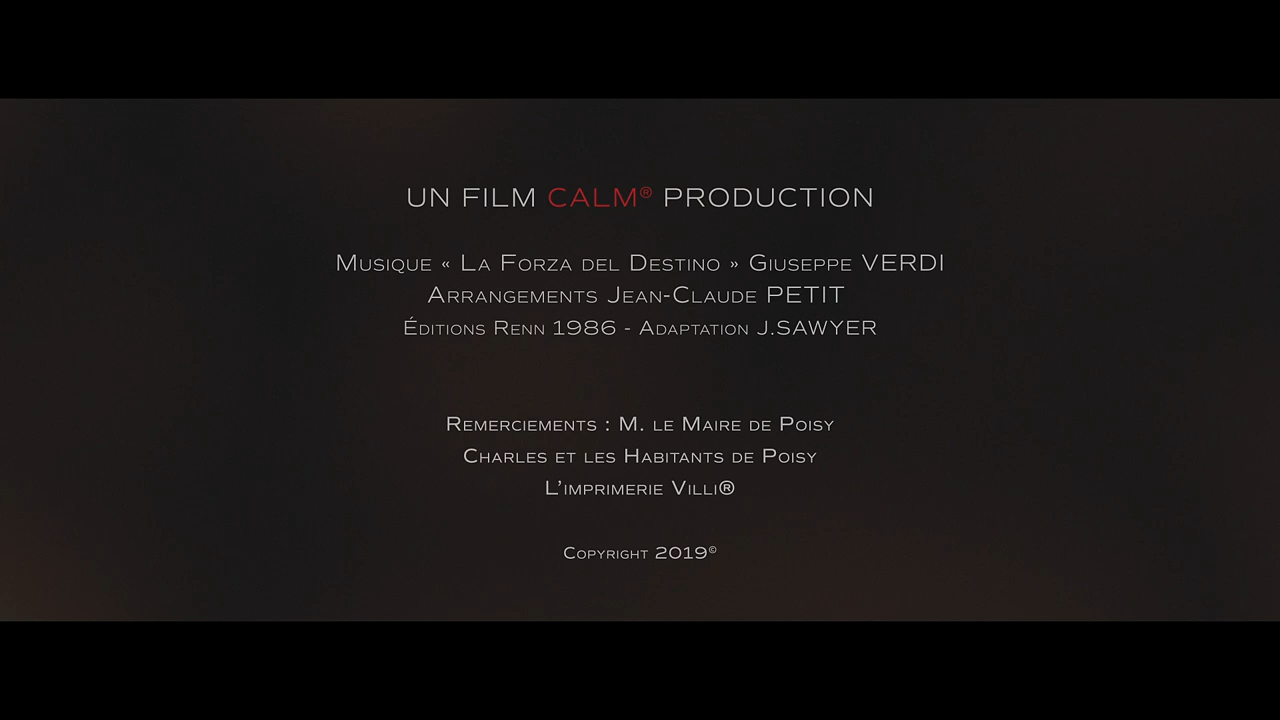 UN FILM CALM® PRODUCTION
Musique « La Forza del Destino » Giuseppe VERDI
Arrangements Jean-Claude PETIT
Éditions Renn 1986 - Adaptation J.SAWYER
Remerciements : M. le Maire de Poisy
Charles et les Habitants de Poisy
L’imprimerie Villi®
Copyright 2019©